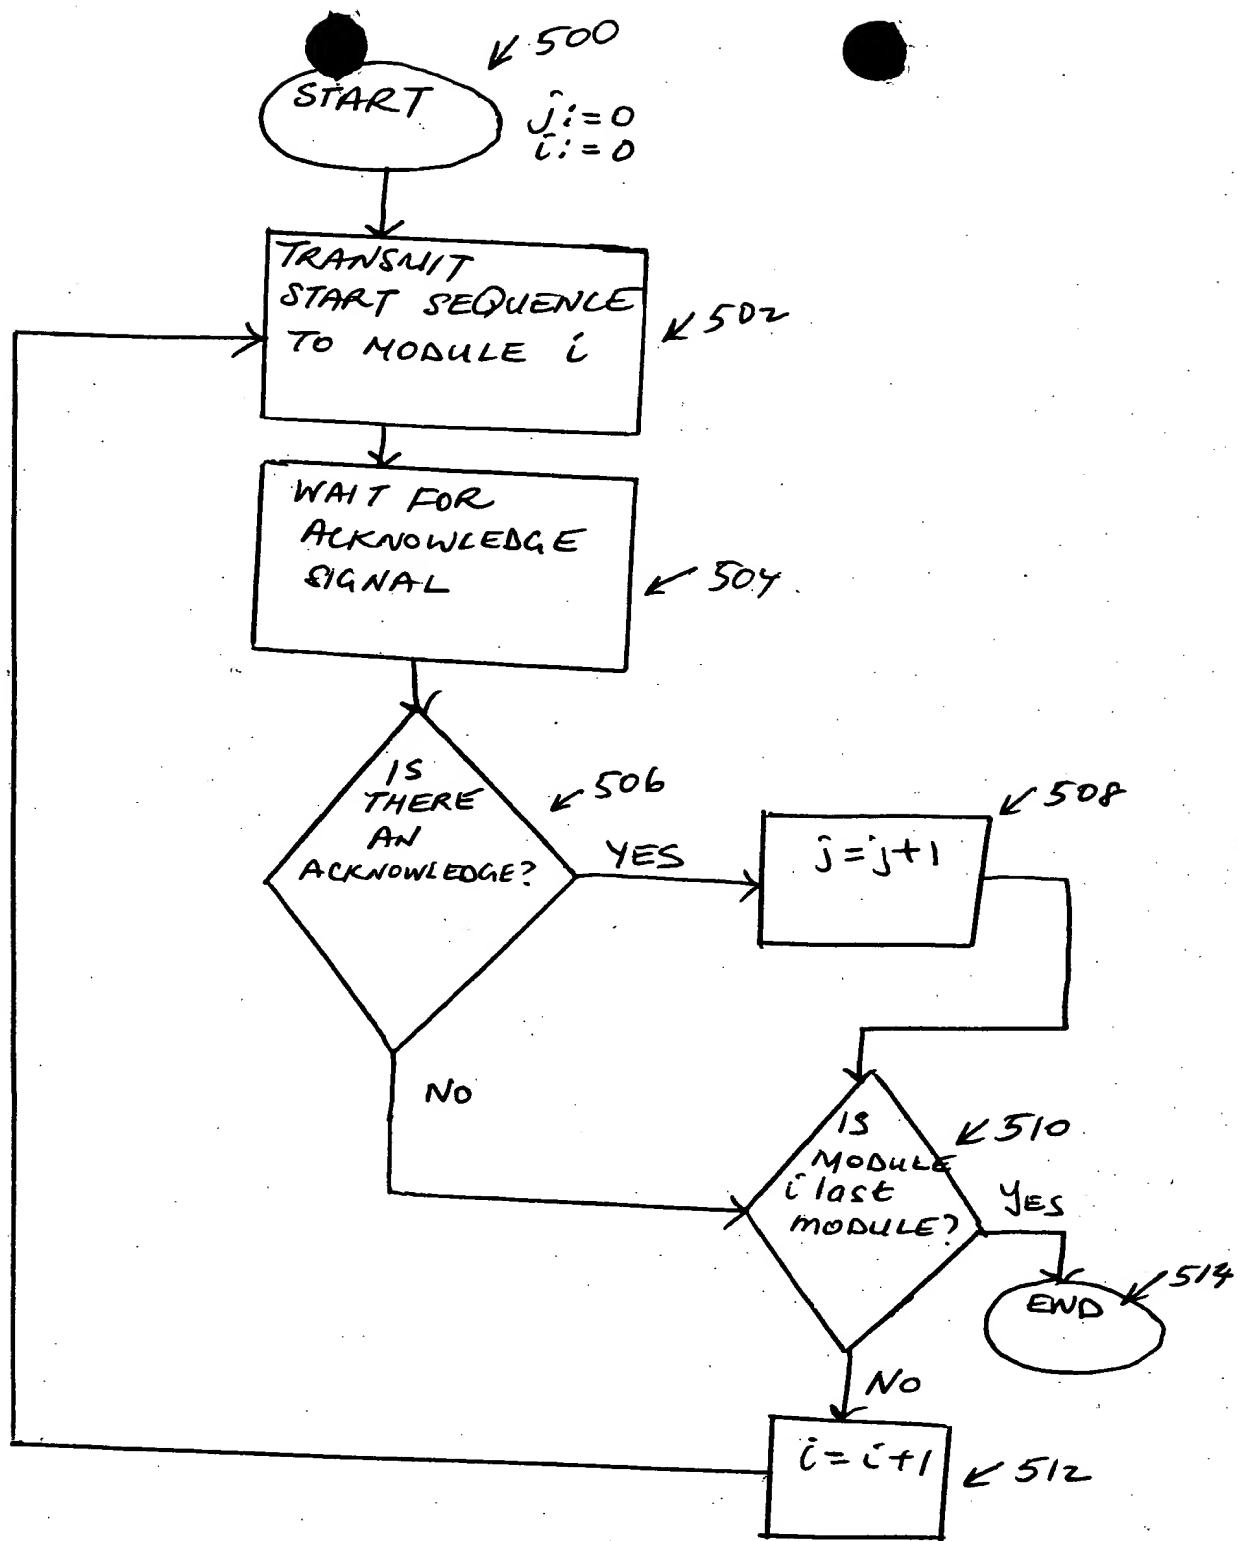 500
START
j:=0
i:=0
TRANSMIT
START SEQUENCE
TO MODULE i
502
WAIT FOR
ACKNOWLEDGE
SIGNAL
504
IS
THERE
AN
ACKNOWLEDGE?
506
YES
508
j=j+1
NO
IS
MODULE
i last
MODULE?
510
YES
514
END
NO
i=i+1
512